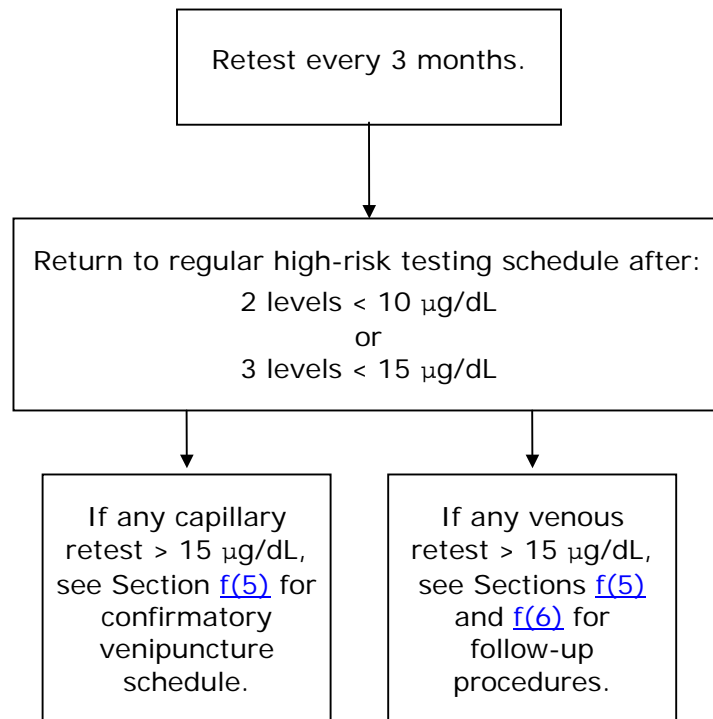 Retest every 3 months.
Return to regular high-risk testing schedule after:
2 levels < 10 μg/dL
or
3 levels < 15 μg/dL
If any capillary
retest > 15 μg/dL,
see Section f(5) for
confirmatory
venipuncture
schedule.
If any venous
retest > 15 μg/dL,
see Sections f(5)
and f(6) for
follow-up
procedures.